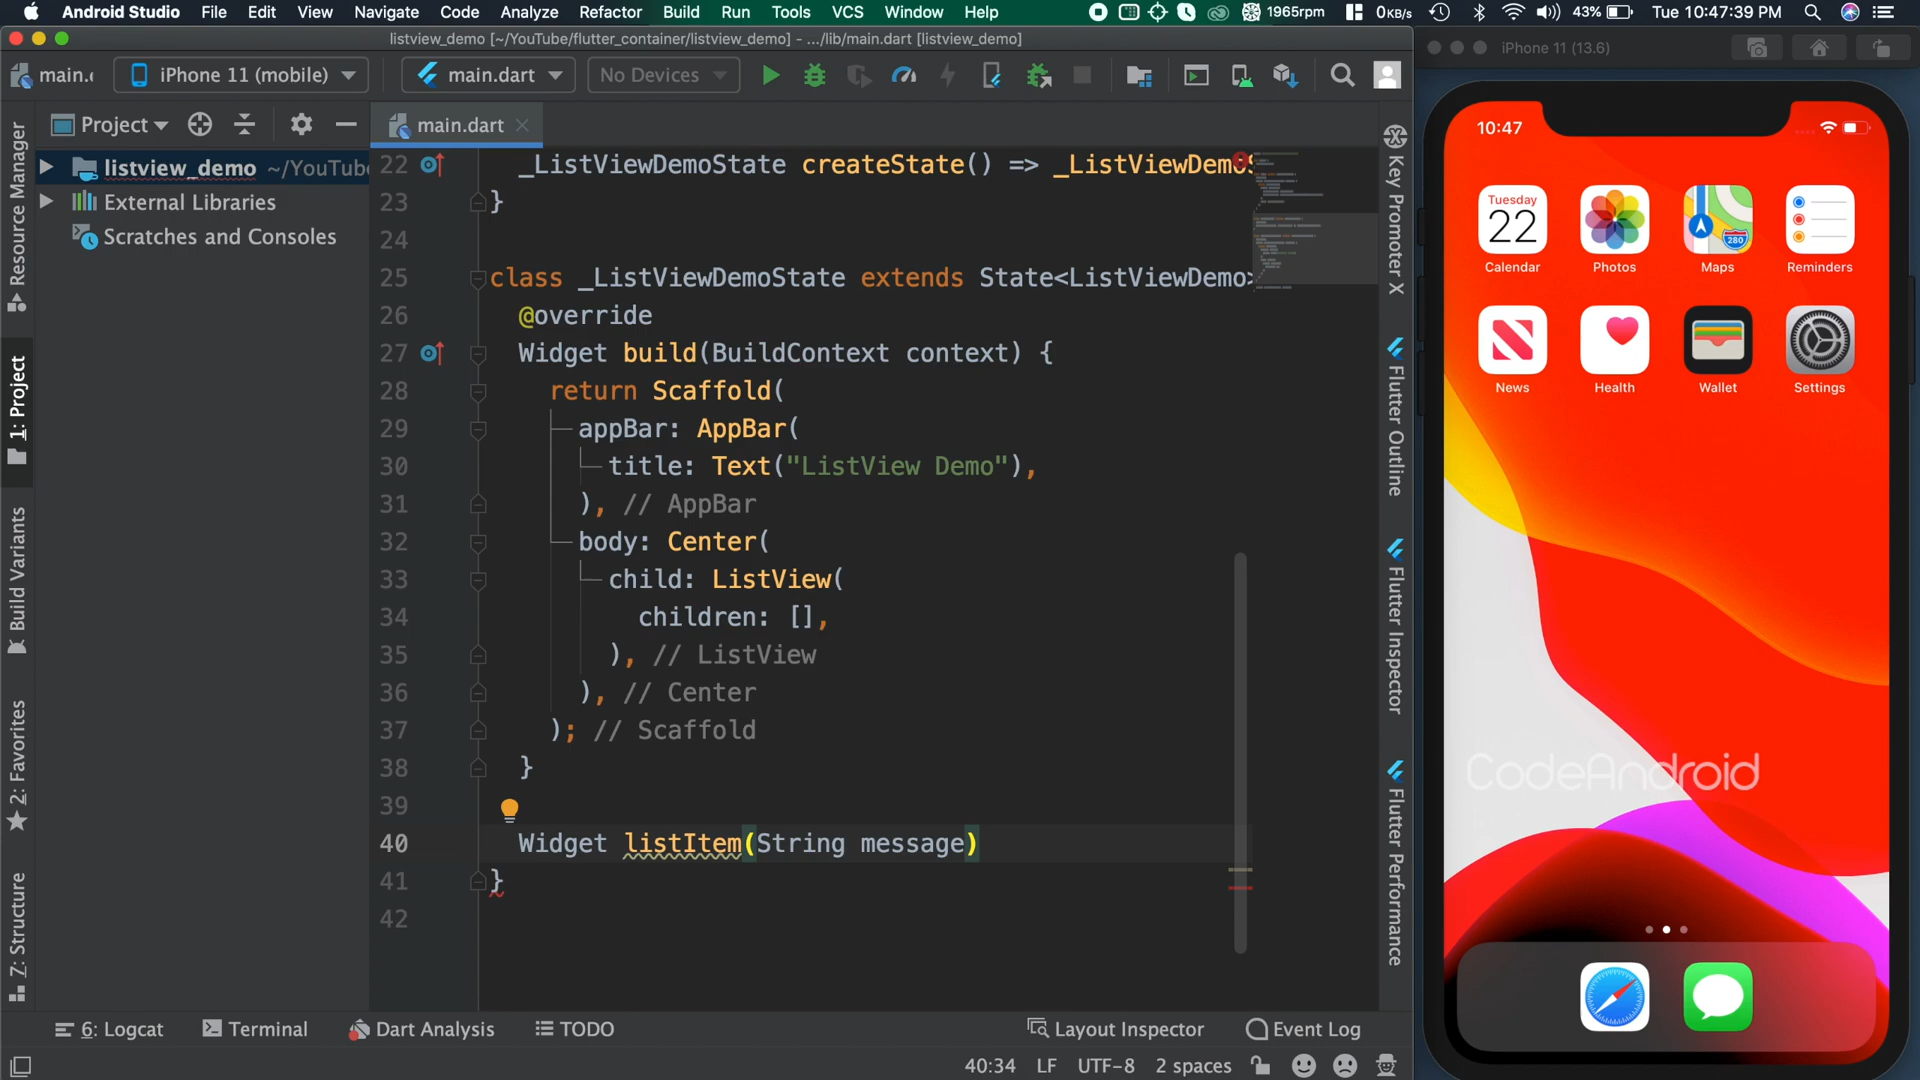 Android Studio File Edit View Navigate Code Analyze Refactor Build Run Tools VCS Window Help 1965rpm 0KB/s 43% Tue 10:47:39 PM
listview_demo [~/YouTube/flutter_container/listview_demo] - .../lib/main.dart [listview_demo]
iPhone 11 (13.6)
main.c iPhone 11 (mobile) main.dart No Devices
Project main.dart
listview_demo ~/YouTube
External Libraries
Scratches and Consoles
Resource Manager
1: Project
Build Variants
2: Favorites
7: Structure
22 _ListViewDemoState createState() => _ListViewDemoS
23 }
24
25 class _ListViewDemoState extends State<ListViewDemo>
26 @override
27 Widget build(BuildContext context) {
28 return Scaffold(
29 appBar: AppBar(
30 title: Text("ListView Demo"),
31 ), // AppBar
32 body: Center(
33 child: ListView(
34 children: [],
35 ), // ListView
36 ), // Center
37 ); // Scaffold
38 }
39
40 Widget listItem(String message)
41 }
42
Key Promoter X
Flutter Outline
Flutter Inspector
Flutter Performance
6: Logcat Terminal Dart Analysis TODO Layout Inspector Event Log
40:34 LF UTF-8 2 spaces
10:47
Tuesday
22
280
Calendar Photos Maps Reminders
News Health Wallet Settings
CodeAndroid